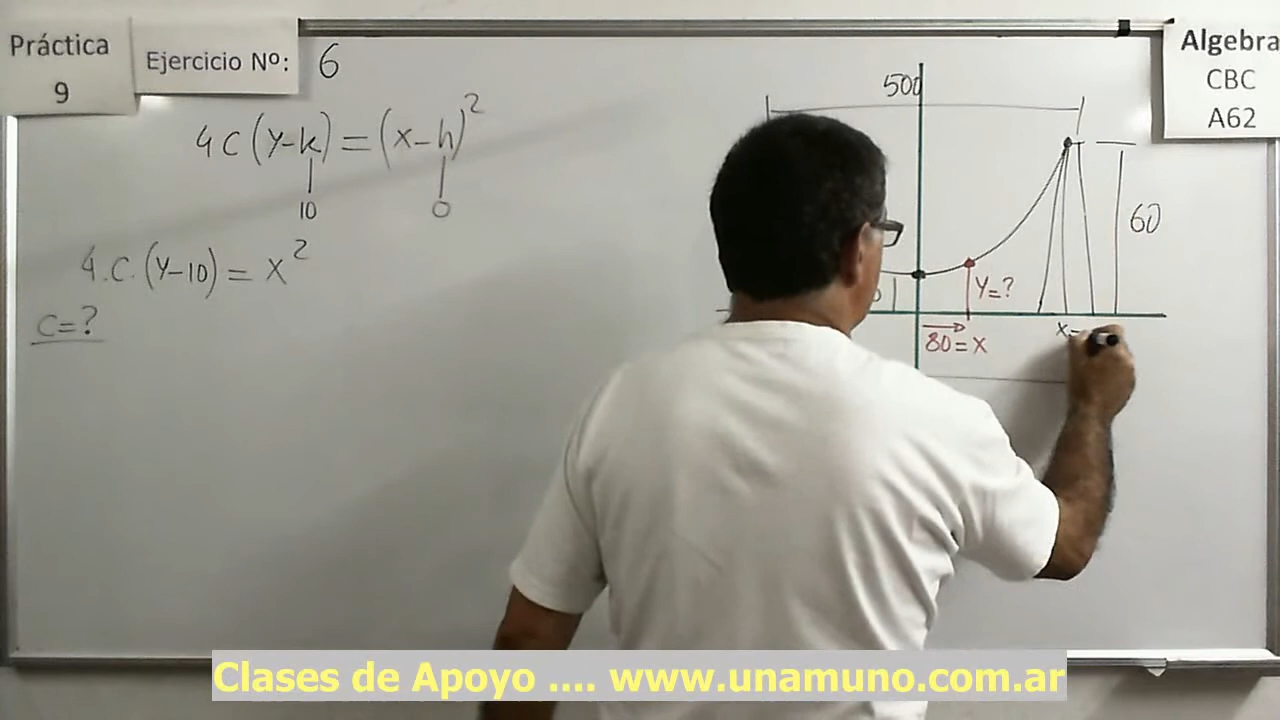 Práctica
9
Ejercicio Nº: 6
Algebra
CBC
A62
4C(y-k)=(x-h)²
10
0
4.C.(y-10)=x²
C=?
500
60
y=?
80=x
x=
Clases de Apoyo .... www.unamuno.com.ar